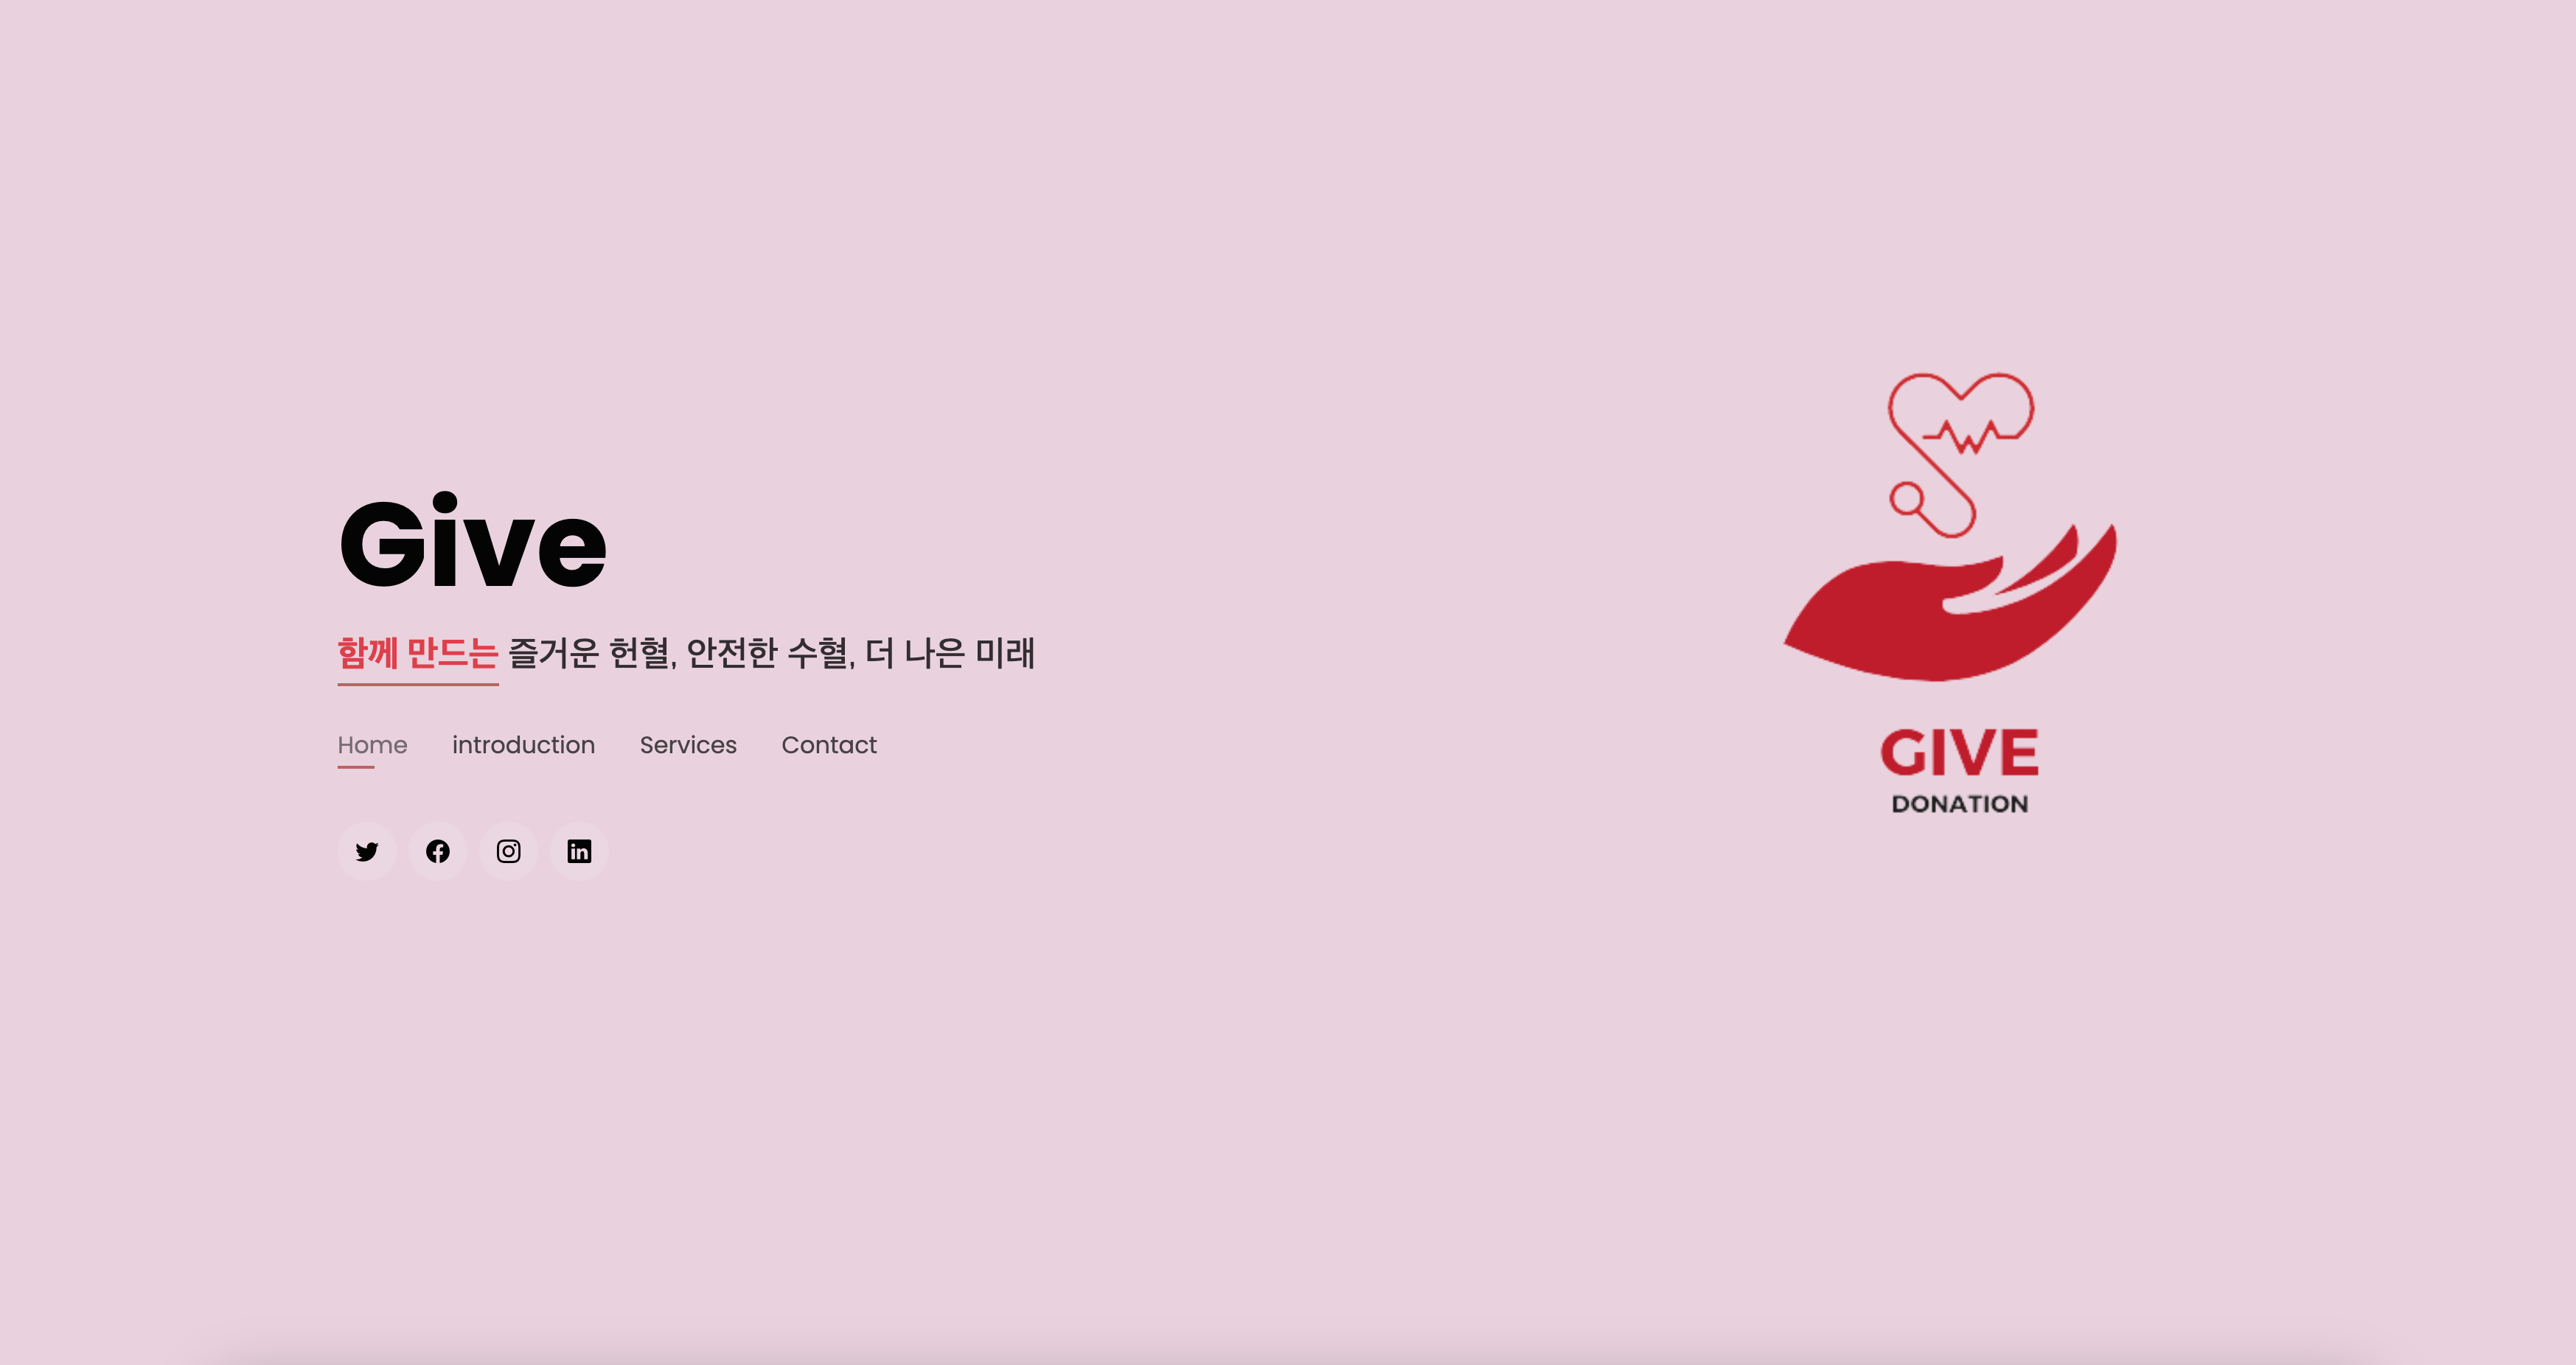 Give
함께 만드는 즐거운 헌혈, 안전한 수혈, 더 나은 미래
Home introduction Services Contact
GIVE
DONATION